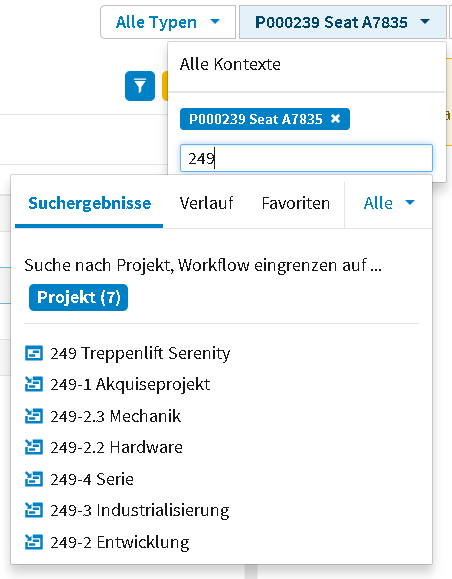 Alle Typen
P000239 Seat A7835
Alle Kontexte
P000239 Seat A7835 ×
249
Suchergebnisse Verlauf Favoriten Alle
Suche nach Projekt, Workflow eingrenzen auf ...
Projekt (7)
249 Treppenlift Serenity
249-1 Akquiseprojekt
249-2.3 Mechanik
249-2.2 Hardware
249-4 Serie
249-3 Industrialisierung
249-2 Entwicklung